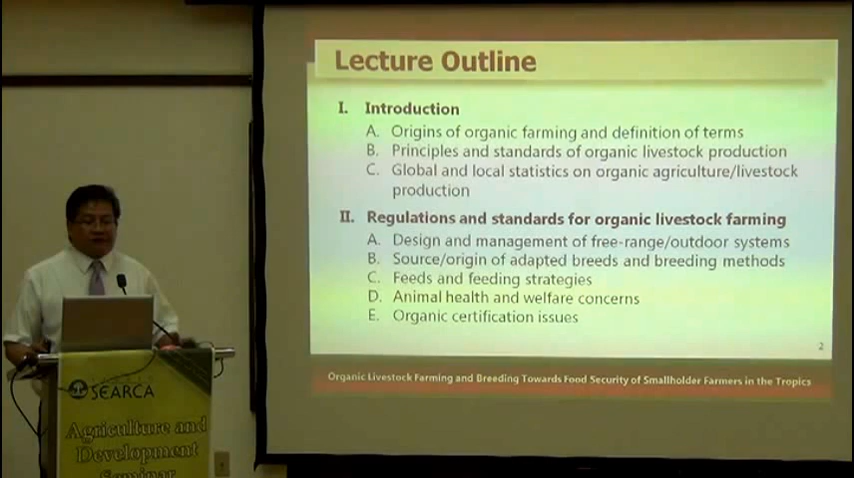 Lecture Outline
I. Introduction
A. Origins of organic farming and definition of terms
B. Principles and standards of organic livestock production
C. Global and local statistics on organic agriculture/livestock
production
II. Regulations and standards for organic livestock farming
A. Design and management of free-range/outdoor systems
B. Source/origin of adapted breeds and breeding methods
C. Feeds and feeding strategies
D. Animal health and welfare concerns
E. Organic certification issues
2
Organic Livestock Farming and Breeding Towards Food Security of Smallholder Farmers in the Tropics
SEARCA
Agriculture and
Development
Seminar